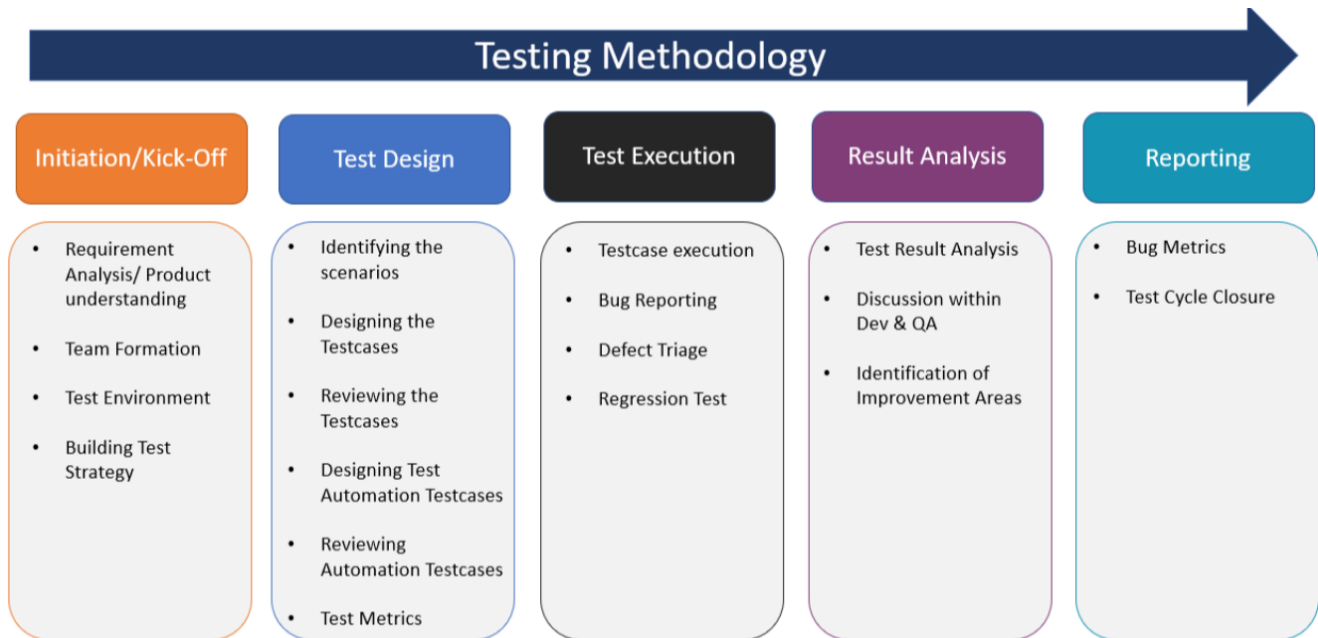 Testing Methodology
Initiation/Kick-Off
• Requirement
Analysis/ Product
understanding
• Team Formation
• Test Environment
• Building Test
Strategy
Test Design
• Identifying the
scenarios
• Designing the
Testcases
• Reviewing the
Testcases
• Designing Test
Automation Testcases
• Reviewing
Automation Testcases
• Test Metrics
Test Execution
• Testcase execution
• Bug Reporting
• Defect Triage
• Regression Test
Result Analysis
• Test Result Analysis
• Discussion within
Dev & QA
• Identification of
Improvement Areas
Reporting
• Bug Metrics
• Test Cycle Closure